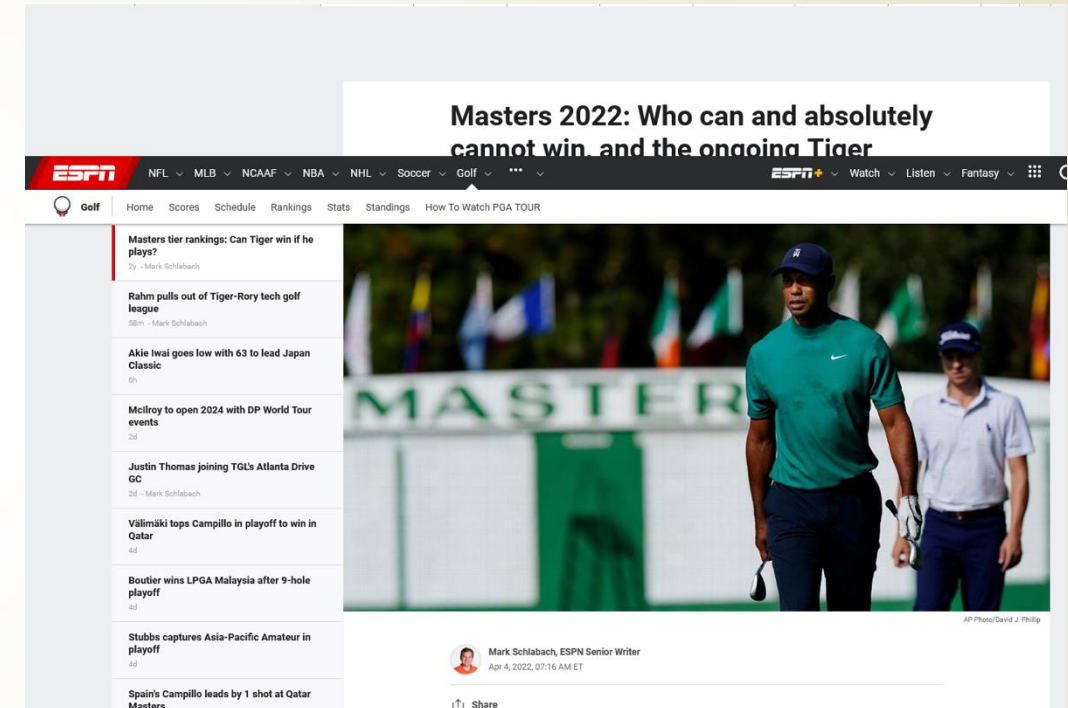 Masters 2022: Who can and absolutely
cannot win, and the ongoing Tiger
ESPN NFL MLB NCAAF NBA NHL Soccer Golf ... ESPN+ Watch Listen Fantasy
Golf Home Scores Schedule Rankings Stats Standings How To Watch PGA TOUR
Masters tier rankings: Can Tiger win if he
plays?
2y - Mark Schlabach
Rahm pulls out of Tiger-Rory tech golf
league
58m - Mark Schlabach
Akie Iwai goes low with 63 to lead Japan
Classic
6h
McIlroy to open 2024 with DP World Tour
events
2d
Justin Thomas joining TGL's Atlanta Drive
GC
2d - Mark Schlabach
Välimäki tops Campillo in playoff to win in
Qatar
4d
Boutier wins LPGA Malaysia after 9-hole
playoff
4d
Stubbs captures Asia-Pacific Amateur in
playoff
4d
Spain's Campillo leads by 1 shot at Qatar
Masters
MASTER
TW
Titleist
AP Photo/David J. Phillip
Mark Schlabach, ESPN Senior Writer
Apr 4, 2022, 07:16 AM ET
Share